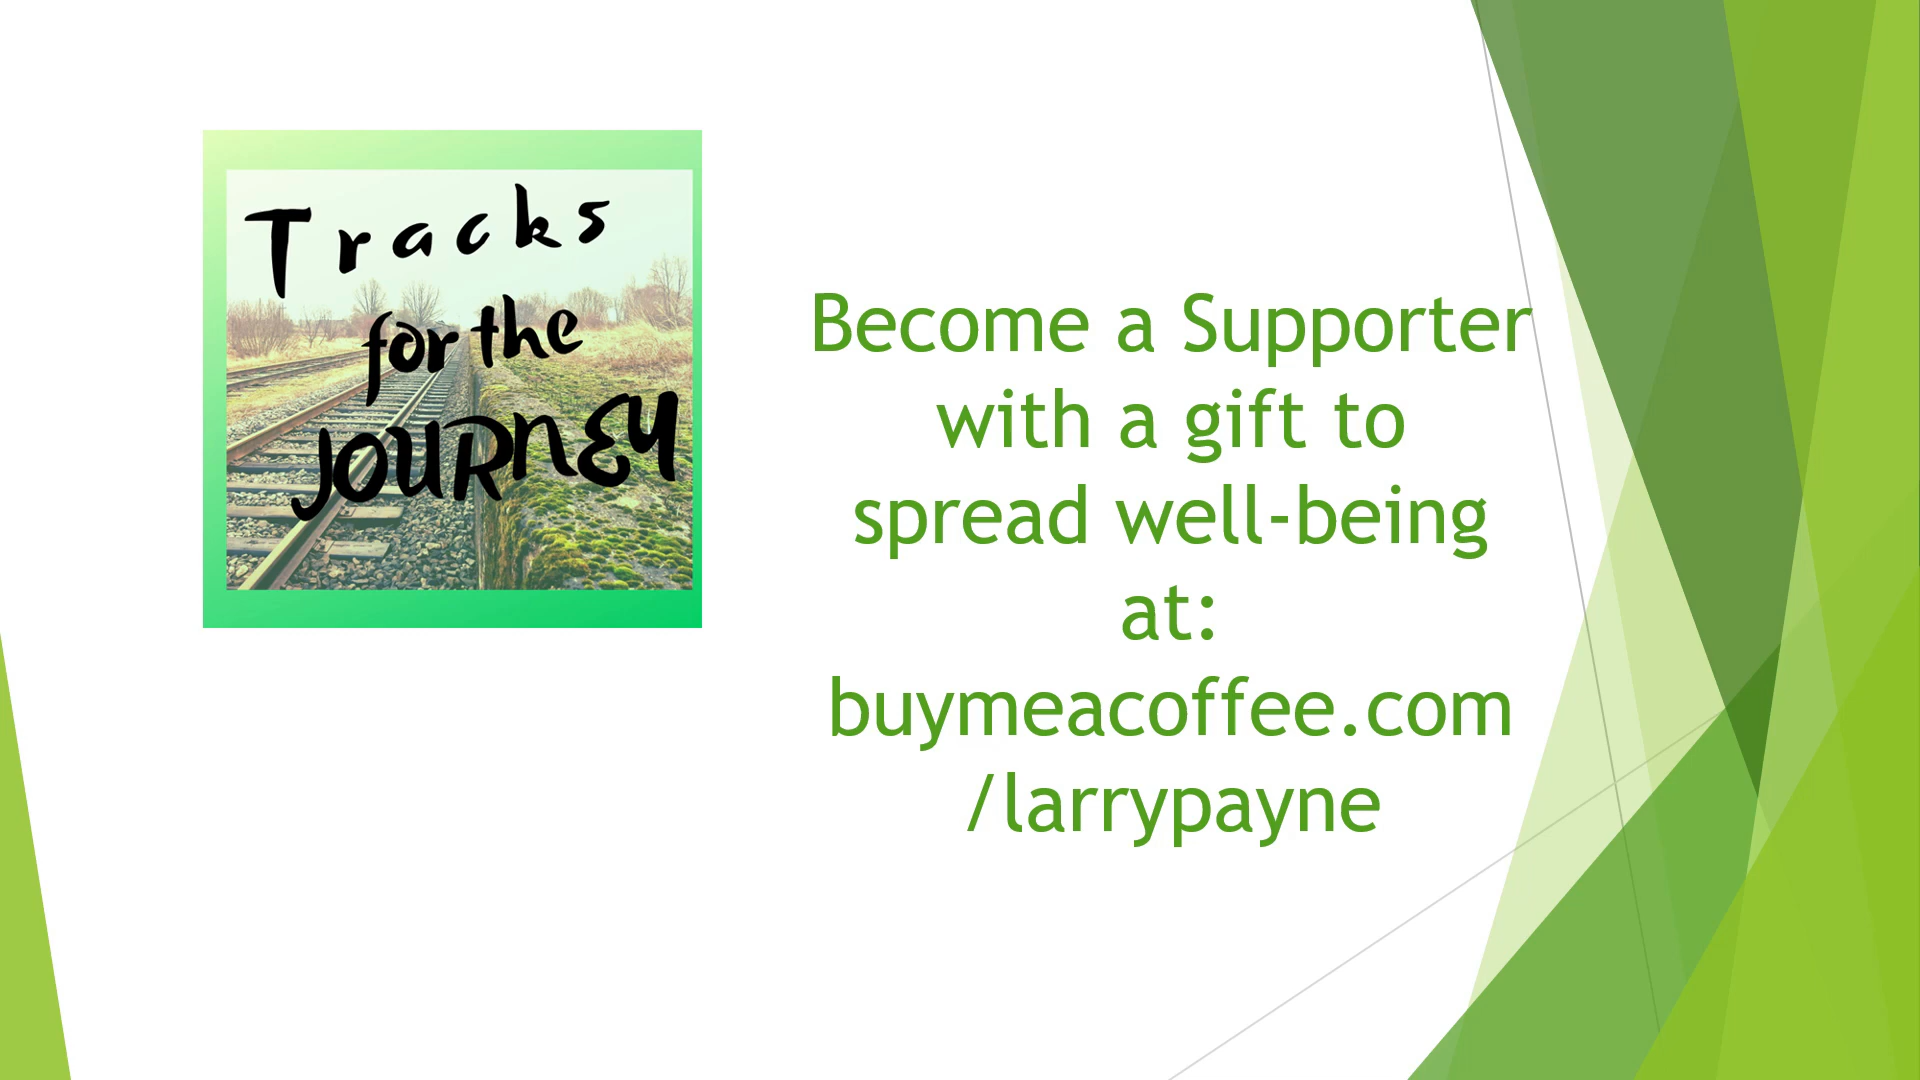 Tracks
for the
JOURNEY
Become a Supporter
with a gift to
spread well-being
at:
buymeacoffee.com
/larrypayne